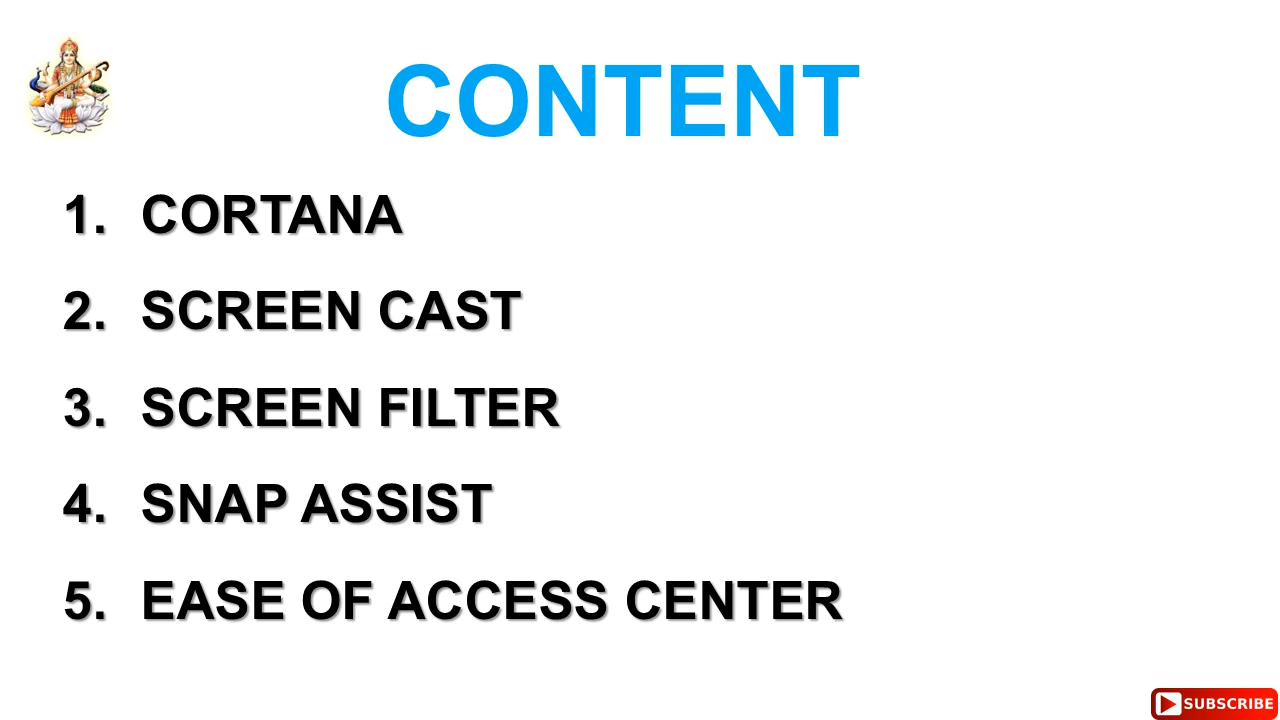 CONTENT
1. CORTANA
2. SCREEN CAST
3. SCREEN FILTER
4. SNAP ASSIST
5. EASE OF ACCESS CENTER
SUBSCRIBE